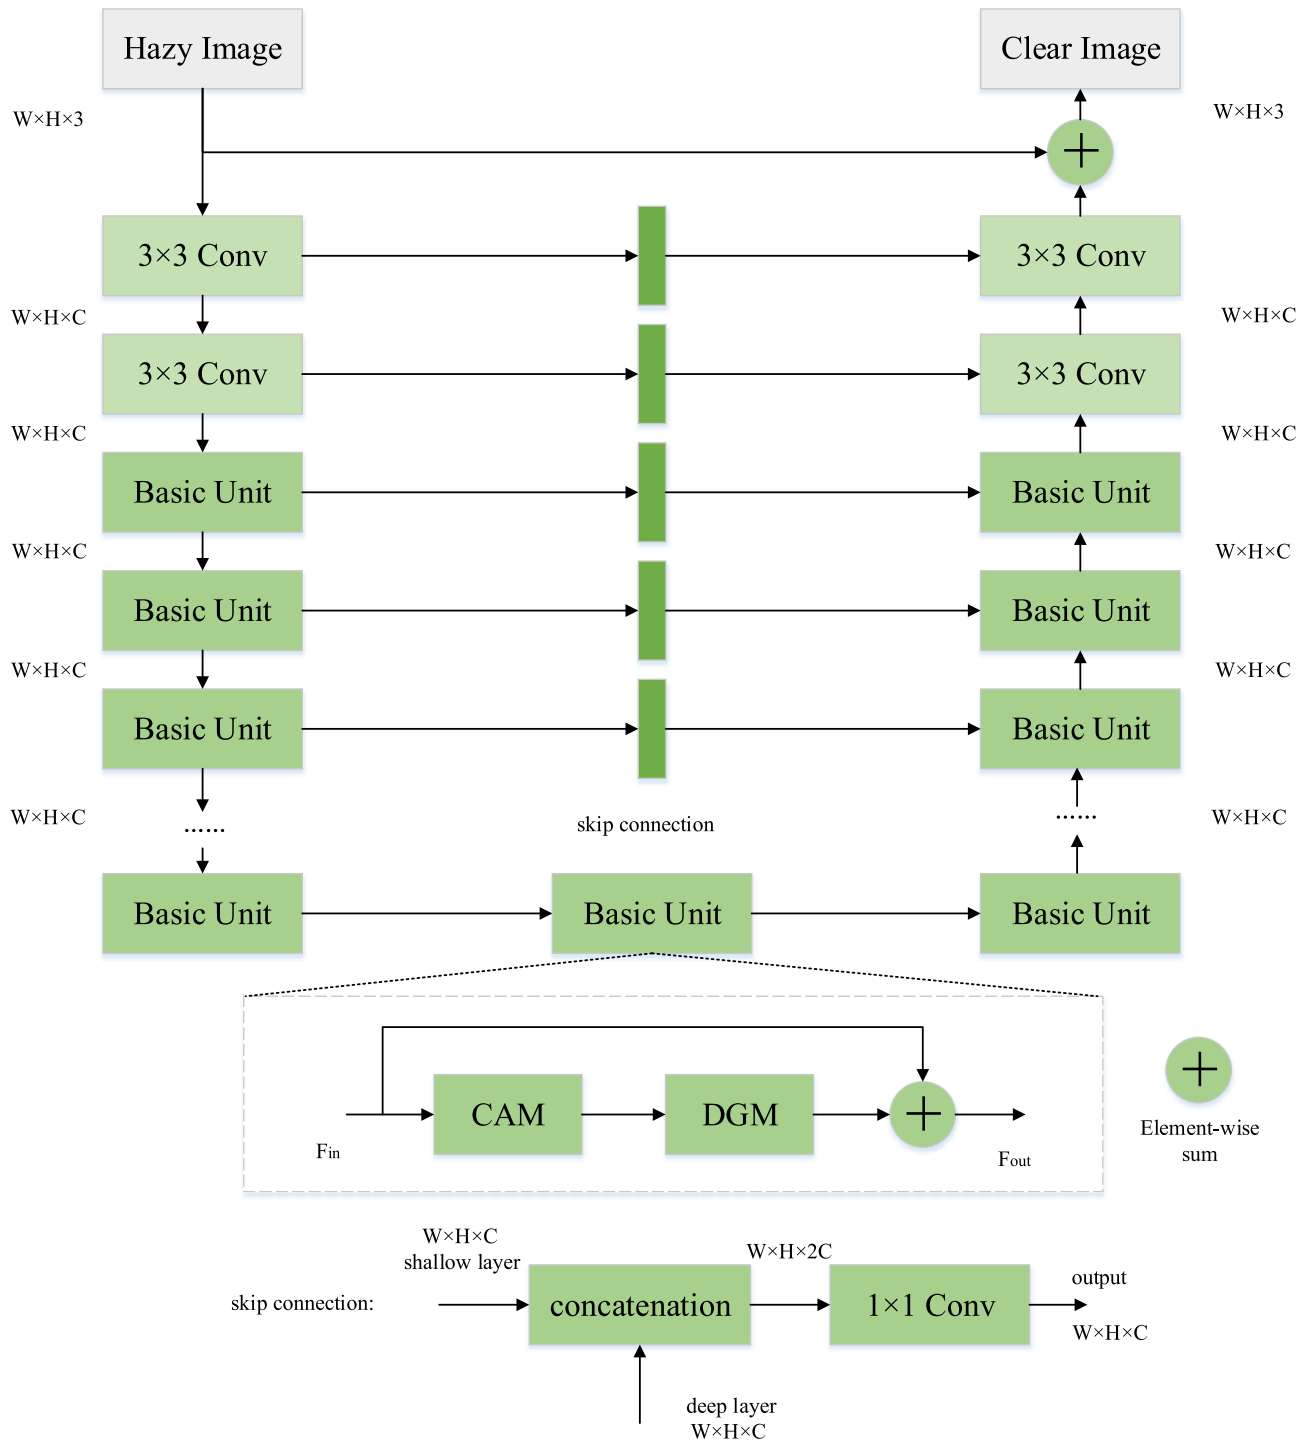 Hazy Image
Clear Image
W×H×3
W×H×3
+
3×3 Conv
3×3 Conv
W×H×C
W×H×C
3×3 Conv
3×3 Conv
W×H×C
W×H×C
Basic Unit
Basic Unit
W×H×C
W×H×C
Basic Unit
Basic Unit
W×H×C
W×H×C
Basic Unit
Basic Unit
W×H×C
......
skip connection
......
W×H×C
Basic Unit
Basic Unit
Basic Unit
CAM
DGM
+
Fin
Fout
+
Element-wise
sum
W×H×C
shallow layer
W×H×2C
skip connection:
concatenation
1×1 Conv
output
W×H×C
deep layer
W×H×C